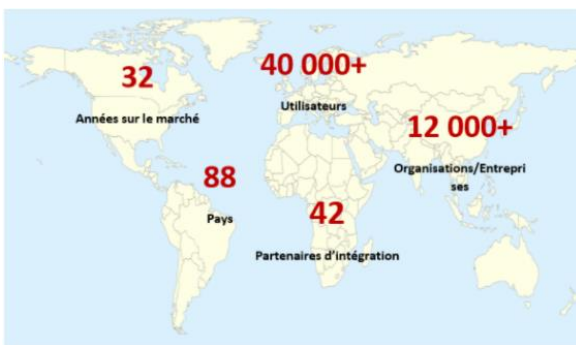 32
Années sur le marché
40 000+
Utilisateurs
12 000+
Organisations/Entrepri
ses
88
Pays
42
Partenaires d'intégration